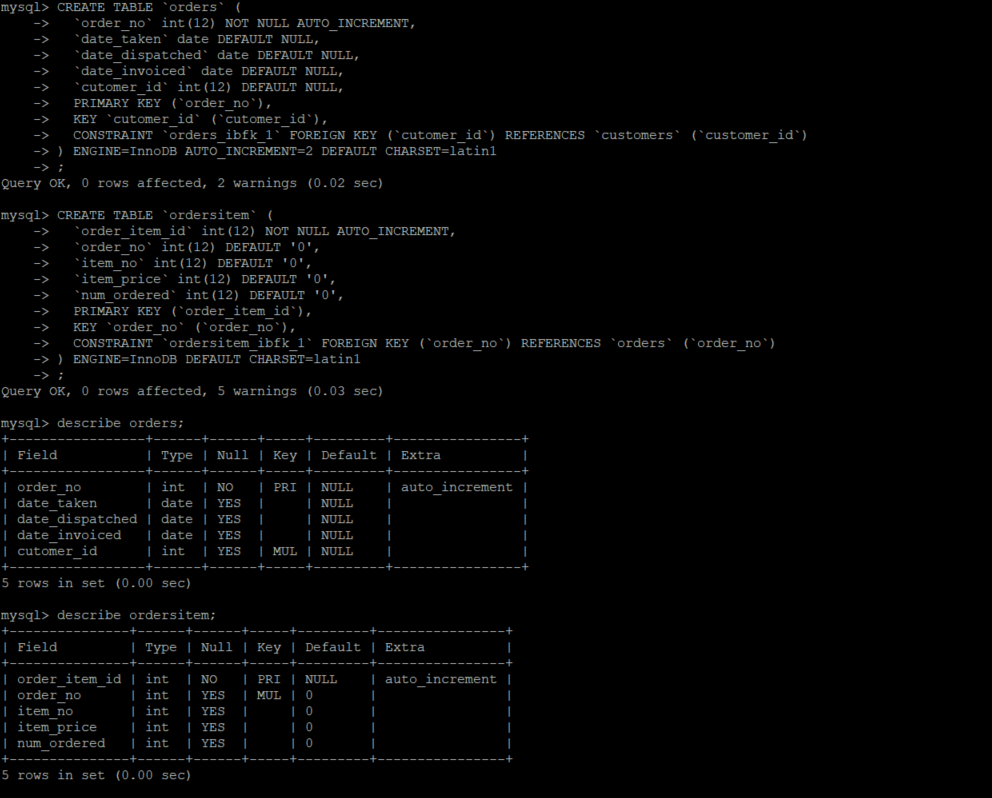 mysql> CREATE TABLE `orders` (
    -> `order_no` int(12) NOT NULL AUTO_INCREMENT,
    -> `date_taken` date DEFAULT NULL,
    -> `date_dispatched` date DEFAULT NULL,
    -> `date_invoiced` date DEFAULT NULL,
    -> `cutomer_id` int(12) DEFAULT NULL,
    -> PRIMARY KEY (`order_no`),
    -> KEY `cutomer_id` (`cutomer_id`),
    -> CONSTRAINT `orders_ibfk_1` FOREIGN KEY (`cutomer_id`) REFERENCES `customers` (`customer_id`)
    -> ) ENGINE=InnoDB AUTO_INCREMENT=2 DEFAULT CHARSET=latin1
    -> ;
Query OK, 0 rows affected, 2 warnings (0.02 sec)
mysql> CREATE TABLE `ordersitem` (
    -> `order_item_id` int(12) NOT NULL AUTO_INCREMENT,
    -> `order_no` int(12) DEFAULT '0',
    -> `item_no` int(12) DEFAULT '0',
    -> `item_price` int(12) DEFAULT '0',
    -> `num_ordered` int(12) DEFAULT '0',
    -> PRIMARY KEY (`order_item_id`),
    -> KEY `order_no` (`order_no`),
    -> CONSTRAINT `ordersitem_ibfk_1` FOREIGN KEY (`order_no`) REFERENCES `orders` (`order_no`)
    -> ) ENGINE=InnoDB DEFAULT CHARSET=latin1
    -> ;
Query OK, 0 rows affected, 5 warnings (0.03 sec)
mysql> describe orders;
+-----------------+------+------+-----+---------+----------------+
| Field           | Type | Null | Key | Default | Extra          |
+-----------------+------+------+-----+---------+----------------+
| order_no        | int  | NO   | PRI | NULL    | auto_increment |
| date_taken      | date | YES  |     | NULL    |                |
| date_dispatched | date | YES  |     | NULL    |                |
| date_invoiced   | date | YES  |     | NULL    |                |
| cutomer_id      | int  | YES  | MUL | NULL    |                |
+-----------------+------+------+-----+---------+----------------+
5 rows in set (0.00 sec)
mysql> describe ordersitem;
+---------------+------+------+-----+---------+----------------+
| Field         | Type | Null | Key | Default | Extra          |
+---------------+------+------+-----+---------+----------------+
| order_item_id | int  | NO   | PRI | NULL    | auto_increment |
| order_no      | int  | YES  | MUL | 0       |                |
| item_no       | int  | YES  |     | 0       |                |
| item_price    | int  | YES  |     | 0       |                |
| num_ordered   | int  | YES  |     | 0       |                |
+---------------+------+------+-----+---------+----------------+
5 rows in set (0.00 sec)